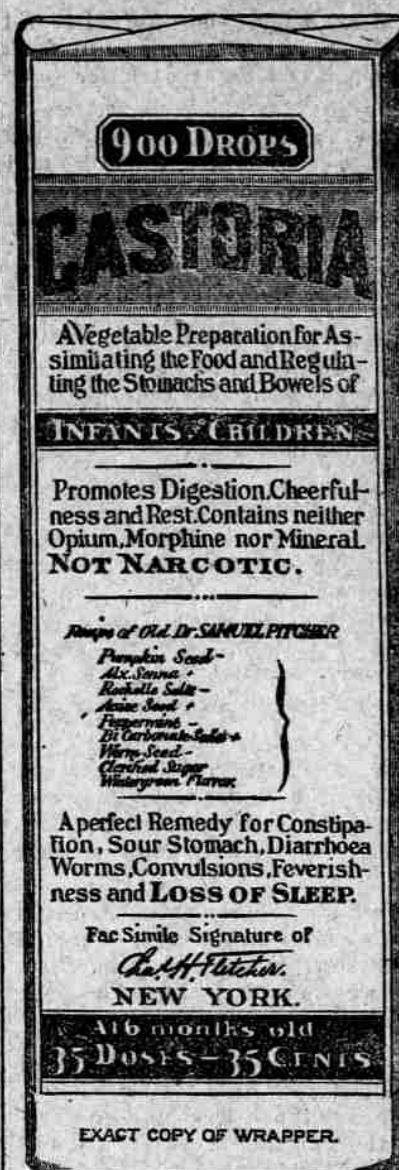 900 DROPS
CASTORIA
A Vegetable Preparation for As-
similating the Food and Regula-
ting the Stomachs and Bowels of
INFANTS CHILDREN
Promotes Digestion, Cheerful-
ness and Rest. Contains neither
Opium, Morphine nor Mineral.
NOT NARCOTIC.
Recipe of Old Dr. SAMUEL PITCHER
Pumpkin Seed -
Alx. Senna +
Rochelle Salts -
Anise Seed +
Peppermint -
Bi Carbonate Soda +
Worm Seed -
Clarified Sugar
Wintergreen Flavor.
A perfect Remedy for Constipa-
tion, Sour Stomach, Diarrhoea
Worms, Convulsions, Feverish-
ness and LOSS OF SLEEP.
Fac Simile Signature of
Chas. H. Fletcher.
NEW YORK.
At 6 months old
35 DOSES - 35 CENTS
EXACT COPY OF WRAPPER.